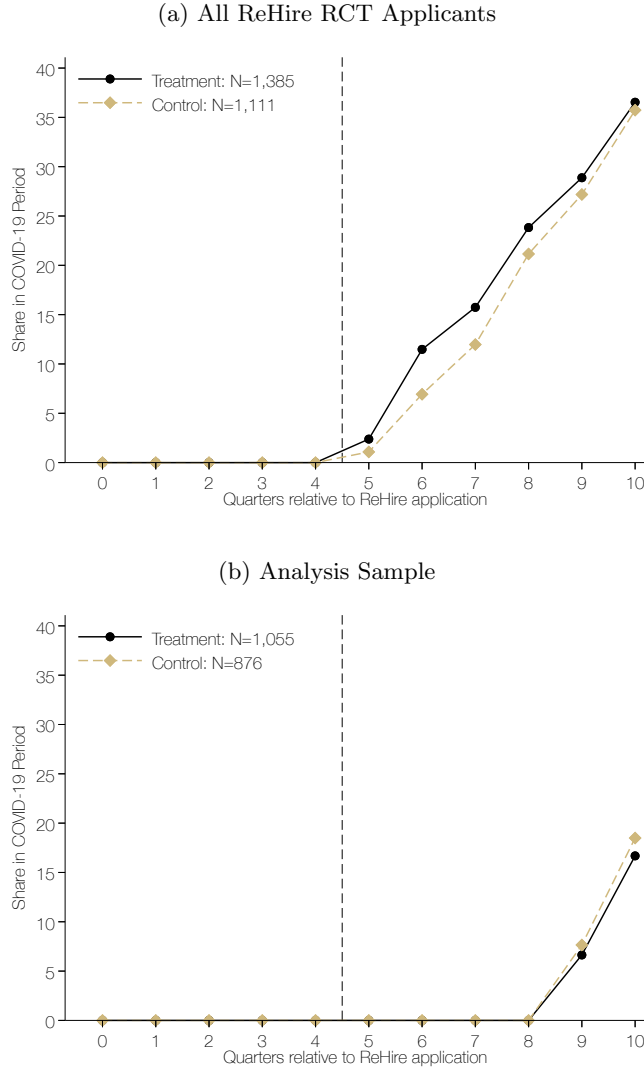 (a) All ReHire RCT Applicants
40
35
30
25
20
15
10
5
0
Share in COVID-19 Period
Treatment: N=1,385
Control: N=1,111
0 1 2 3 4 5 6 7 8 9 10
Quarters relative to ReHire application
(b) Analysis Sample
40
35
30
25
20
15
10
5
0
Share in COVID-19 Period
Treatment: N=1,055
Control: N=876
0 1 2 3 4 5 6 7 8 9 10
Quarters relative to ReHire application